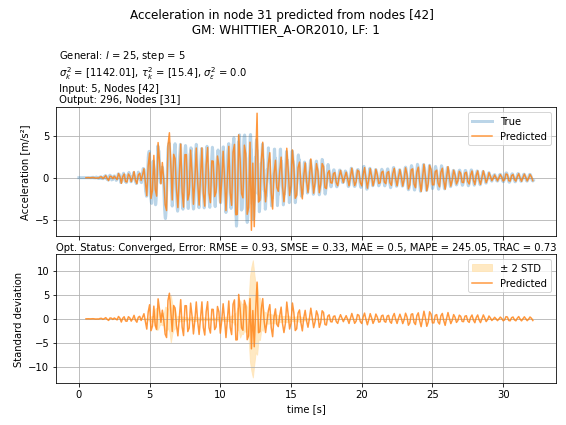 Acceleration in node 31 predicted from nodes [42]
GM: WHITTIER_A-OR2010, LF: 1
General: l = 25, step = 5
σ²ₖ = [1142.01], τ²ₖ = [15.4], σ²ε = 0.0
Input: 5, Nodes [42]
Output: 296, Nodes [31]
Acceleration [m/s²]
5
0
−5
True
Predicted
Opt. Status: Converged, Error: RMSE = 0.93, SMSE = 0.33, MAE = 0.5, MAPE = 245.05, TRAC = 0.73
Standard deviation
10
5
0
−5
−10
± 2 STD
Predicted
0 5 10 15 20 25 30
time [s]